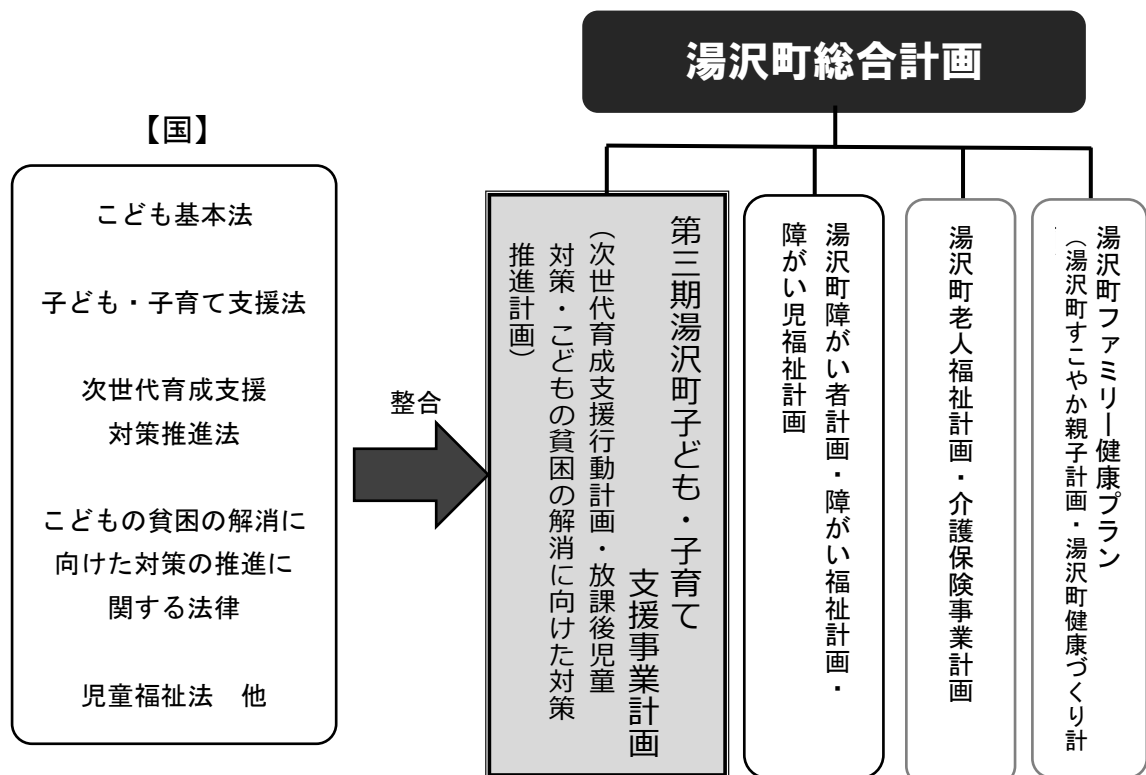 湯沢町総合計画
【国】
こども基本法
子ども・子育て支援法
次世代育成支援
対策推進法
こどもの貧困の解消に
向けた対策の推進に
関する法律
児童福祉法　他
整合
第三期湯沢町子ども・子育て
支援事業計画
（次世代育成支援行動計画・放課後児童
対策・こどもの貧困の解消に向けた対策
推進計画）
湯沢町障がい者計画・障がい福祉計画・
障がい児福祉計画
湯沢町老人福祉計画・介護保険事業計画
湯沢町ファミリー健康プラン
（湯沢町すこやか親子計画・湯沢町健康づくり計